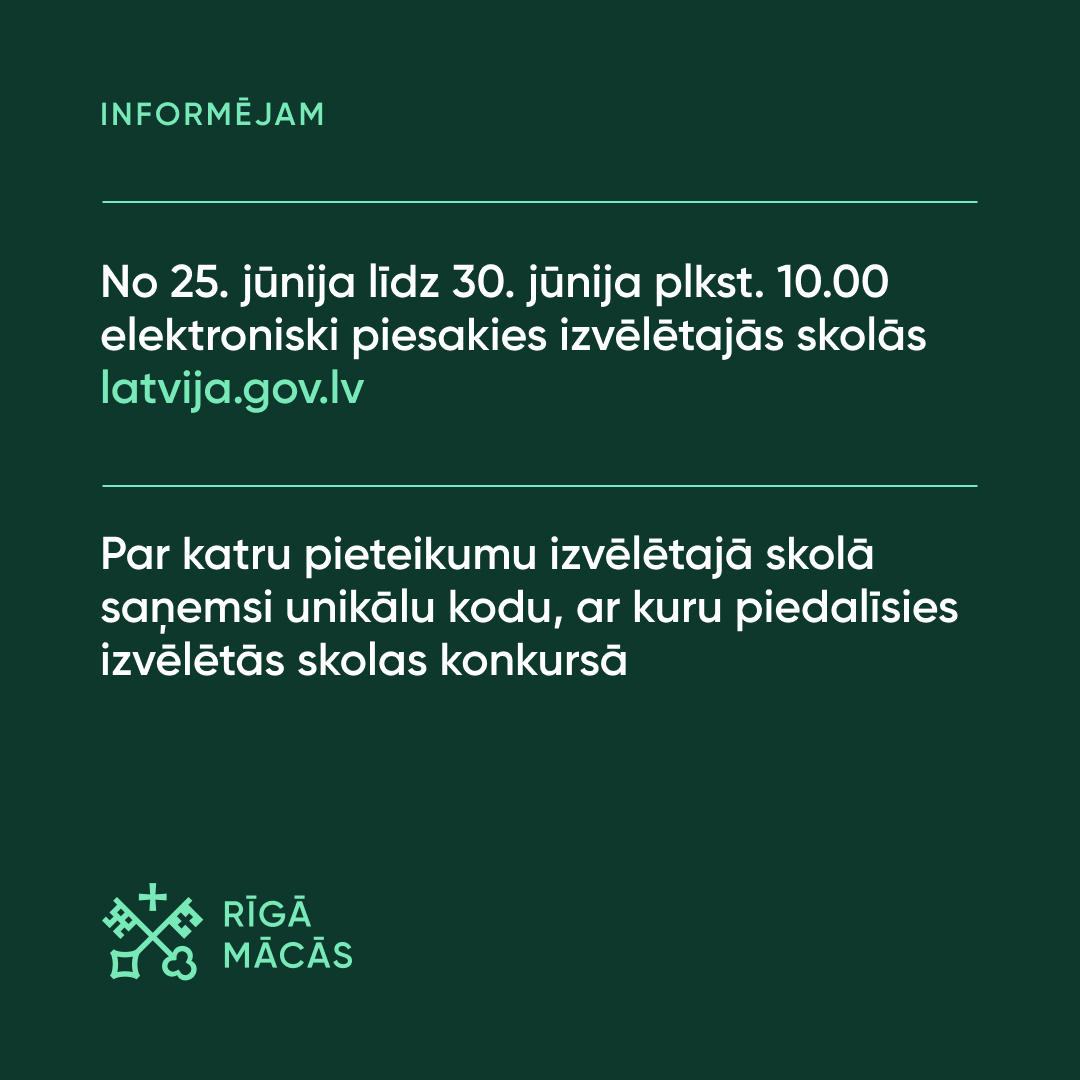 INFORMĒJAM
No 25. jūnija līdz 30. jūnija plkst. 10.00
elektroniski piesakies izvēlētajās skolās
latvija.gov.lv
Par katru pieteikumu izvēlētajā skolā
saņemsi unikālu kodu, ar kuru piedalīsies
izvēlētās skolas konkursā
RĪGĀ
MĀCĀS